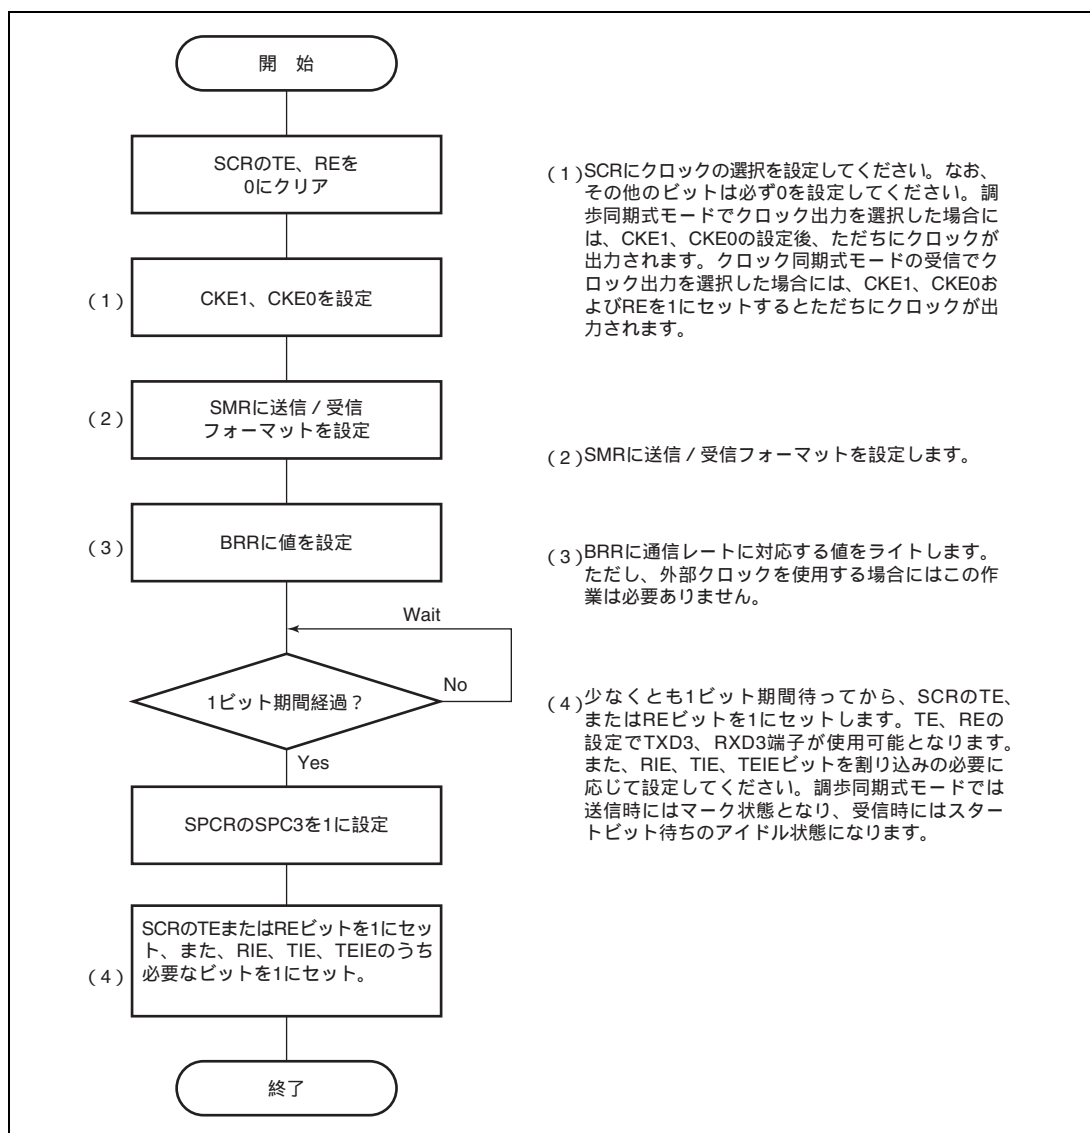 開　始
SCRのTE、REを
0にクリア
（1）
CKE1、CKE0を設定
（2）
SMRに送信 / 受信
フォーマットを設定
（3）
BRRに値を設定
Wait
1ビット期間経過？
No
Yes
SPCRのSPC3を1に設定
（4）
SCRのTEまたはREビットを1にセッ
ト、また、RIE、TIE、TEIEのうち
必要なビットを1にセット。
終了
（1）SCRにクロックの選択を設定してください。なお、
その他のビットは必ず0を設定してください。調
歩同期式モードでクロック出力を選択した場合に
は、CKE1、CKE0の設定後、ただちにクロックが
出力されます。クロック同期式モードの受信でク
ロック出力を選択した場合には、CKE1、CKE0お
よびREを1にセットするとただちにクロックが出
力されます。
（2）SMRに送信 / 受信フォーマットを設定します。
（3）BRRに通信レートに対応する値をライトします。
ただし、外部クロックを使用する場合にはこの作
業は必要ありません。
（4）少なくとも1ビット期間待ってから、SCRのTE、
またはREビットを1にセットします。TE、REの
設定でTXD3、RXD3端子が使用可能となります。
また、RIE、TIE、TEIEビットを割り込みの必要に
応じて設定してください。調歩同期式モードでは
送信時にはマーク状態となり、受信時にはスター
トビット待ちのアイドル状態になります。